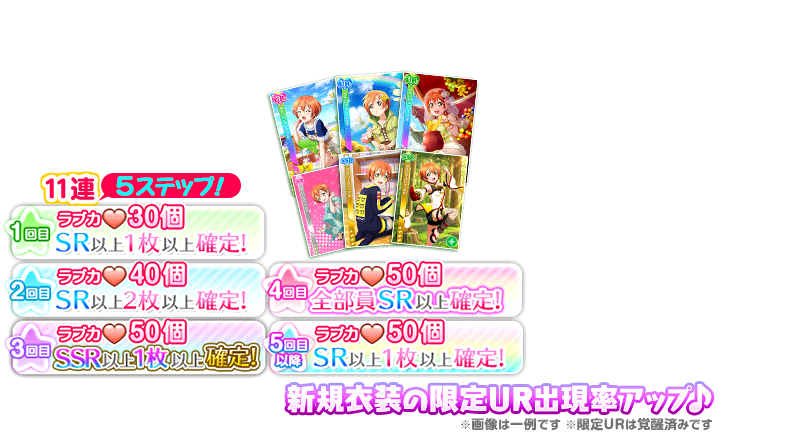 11連
5ステップ!
1回目
ラブカ30個
SR以上1枚以上確定!
2回目
ラブカ40個
SR以上2枚以上確定!
3回目
ラブカ50個
SSR以上1枚以上確定!
4回目
ラブカ50個
全部員SR以上確定!
5回目
以降
ラブカ50個
SR以上1枚以上確定!
新規衣装の限定UR出現率アップ♪
※画像は一例です ※限定URは覚醒済みです